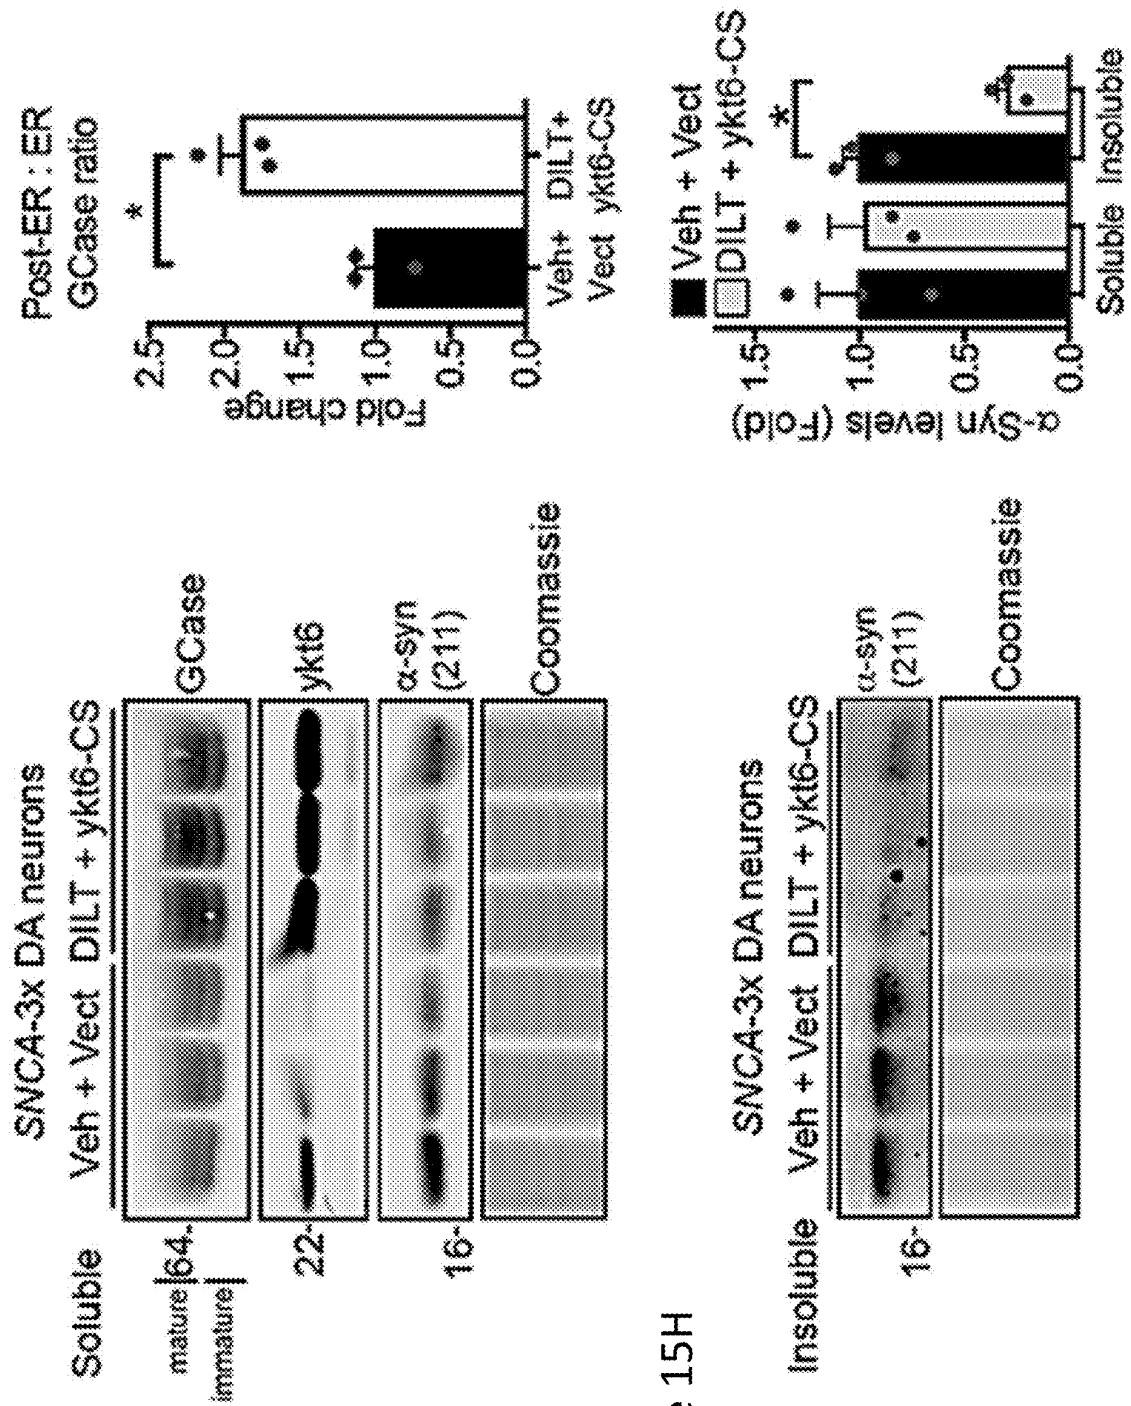 SNCA-3x DA neurons
Soluble
Veh + Vect
DILT + ykt6-CS
mature
immature
64-
GCase
22-
ykt6
16-
α-syn
(211)
Coomassie
Post-ER : ER
GCase ratio
Fold change
2.5
2.0
1.5
1.0
0.5
0.0
*
Veh+
Vect
DILT+
ykt6-CS
e 15H
SNCA-3x DA neurons
Insoluble
Veh + Vect
DILT + ykt6-CS
16-
α-syn
(211)
Coomassie
Veh + Vect
DILT + ykt6-CS
α-Syn levels (Fold)
1.5
1.0
0.5
0.0
*
Soluble
Insoluble